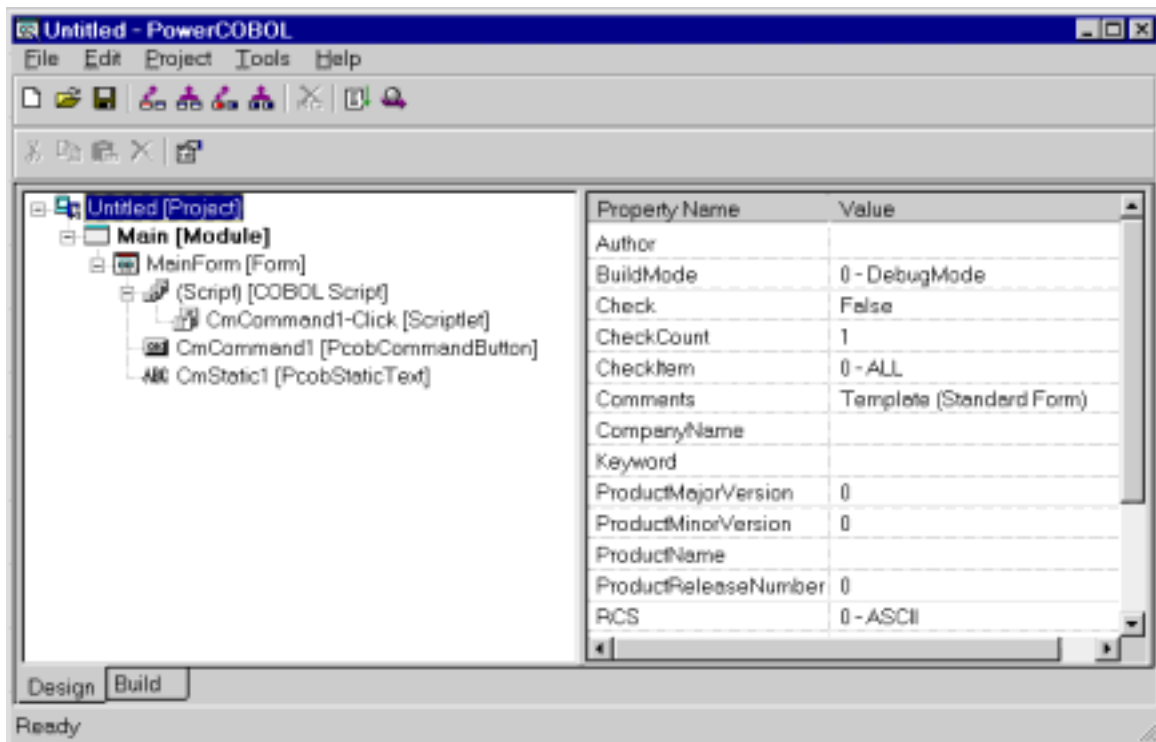 Untitled - PowerCOBOL
File Edit Project Tools Help
Untitled [Project]
Main [Module]
MainForm [Form]
(Script) [COBOL Script]
CmCommand1-Click [Scriptlet]
CmCommand1 [PcobCommandButton]
ABC CmStatic1 [PcobStaticText]
Property Name Value
Author
BuildMode 0 - DebugMode
Check False
CheckCount 1
CheckItem 0 - ALL
Comments Template (Standard Form)
CompanyName
Keyword
ProductMajorVersion 0
ProductMinorVersion 0
ProductName
ProductReleaseNumber 0
RCS 0 - ASCII
Design Build
Ready